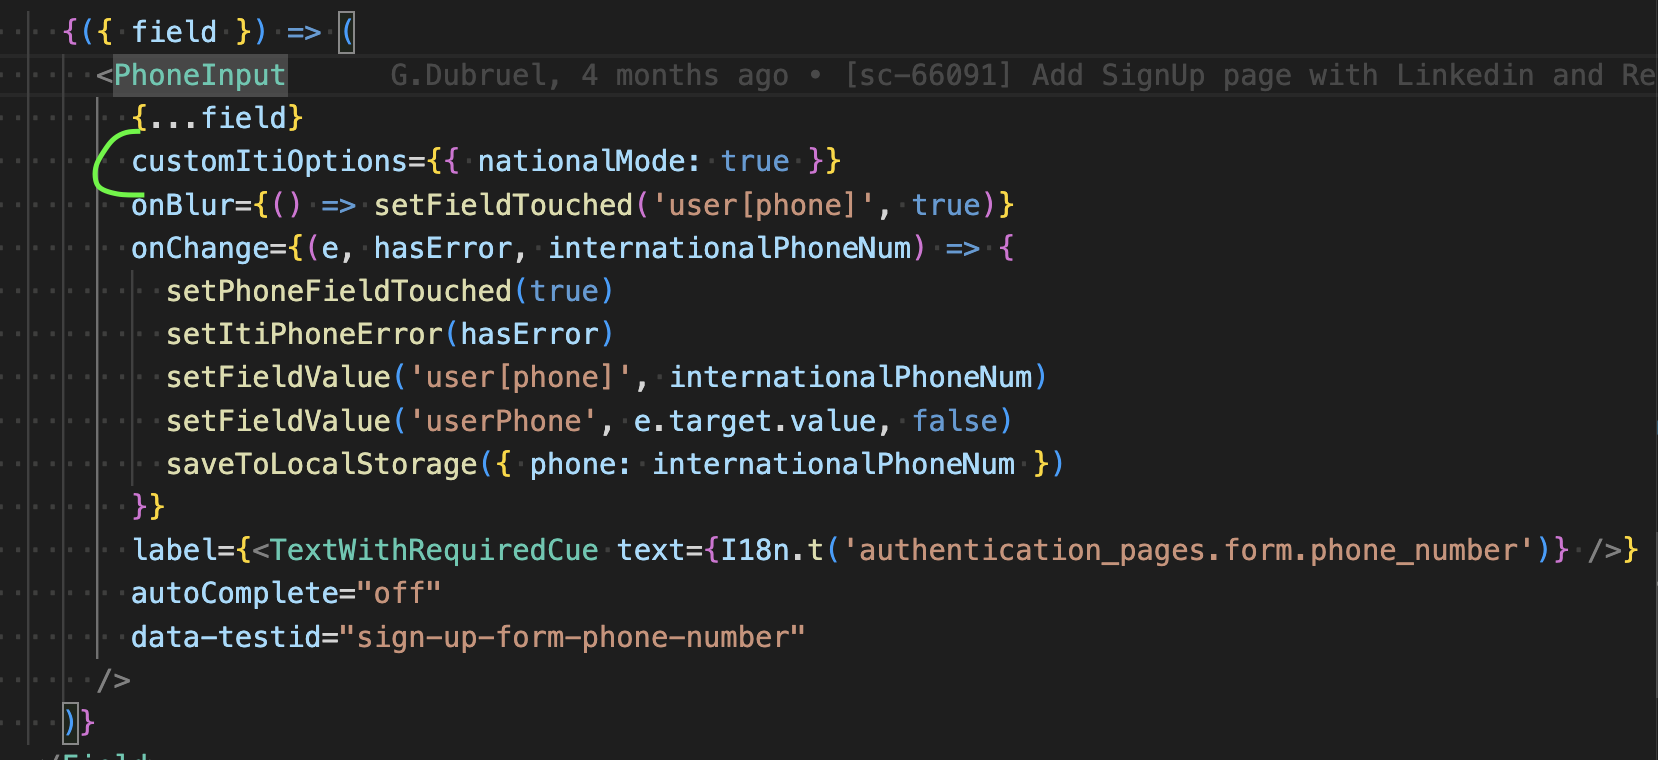 {({ field }) => (
<PhoneInput G.Dubruel, 4 months ago • [sc-66091] Add SignUp page with Linkedin and Re
{...field}
customItiOptions={{ nationalMode: true }}
onBlur={() => setFieldTouched('user[phone]', true)}
onChange={(e, hasError, internationalPhoneNum) => {
setPhoneFieldTouched(true)
setItiPhoneError(hasError)
setFieldValue('user[phone]', internationalPhoneNum)
setFieldValue('userPhone', e.target.value, false)
saveToLocalStorage({ phone: internationalPhoneNum })
}}
label={<TextWithRequiredCue text={I18n.t('authentication_pages.form.phone_number')} />}
autoComplete="off"
data-testid="sign-up-form-phone-number"
/>
)}